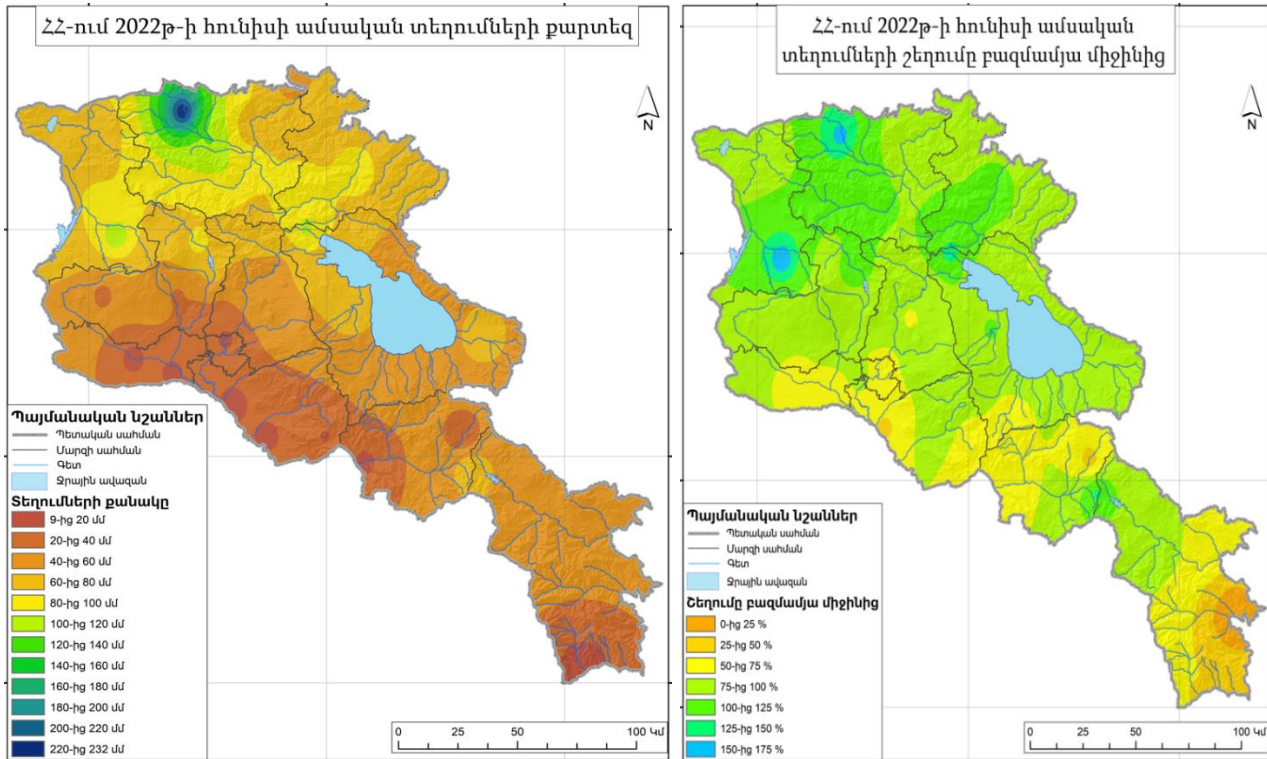 ՀՀ-ում 2022թ-ի հունիսի ամսական տեղումների քարտեզ
N
Պայմանական նշաններ
Պետական սահման
Մարզի սահման
Գետ
Ջրային ավազան
Տեղումների քանակը
9-ից 20 մմ
20-ից 40 մմ
40-ից 60 մմ
60-ից 80 մմ
80-ից 100 մմ
100-ից 120 մմ
120-ից 140 մմ
140-ից 160 մմ
160-ից 180 մմ
180-ից 200 մմ
200-ից 220 մմ
220-ից 232 մմ
0 25 50 100 Կմ
ՀՀ-ում 2022թ-ի հունիսի ամսական
տեղումների շեղումը բազմամյա միջինից
N
Պայմանական նշաններ
Պետական սահման
Մարզի սահման
Գետ
Ջրային ավազան
Շեղումը բազմամյա միջինից
0-ից 25 %
25-ից 50 %
50-ից 75 %
75-ից 100 %
100-ից 125 %
125-ից 150 %
150-ից 175 %
0 25 50 100 Կմ